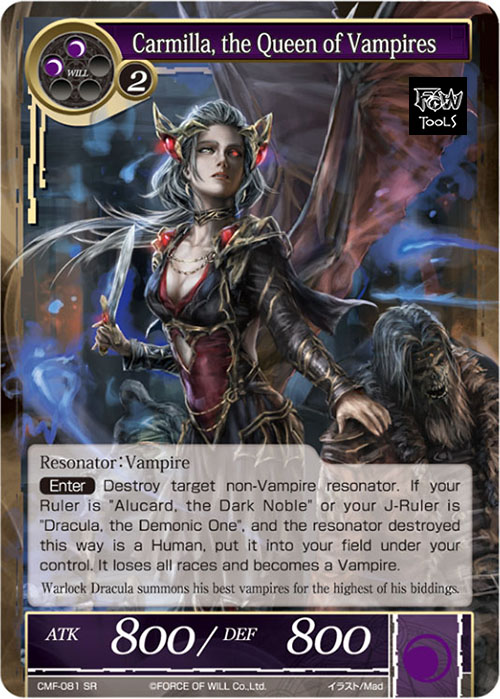 Carmilla, the Queen of Vampires
WILL
2
FOW
TOOLS
Resonator:Vampire
Enter Destroy target non-Vampire resonator. If your
Ruler is "Alucard, the Dark Noble" or your J-Ruler is
"Dracula, the Demonic One", and the resonator destroyed
this way is a Human, put it into your field under your
control. It loses all races and becomes a Vampire.
Warlock Dracula summons his best vampires for the highest of his biddings.
ATK 800/ DEF 800
CMF-081 SR ©FORCE OF WILL Co.,Ltd. イラスト/Mad